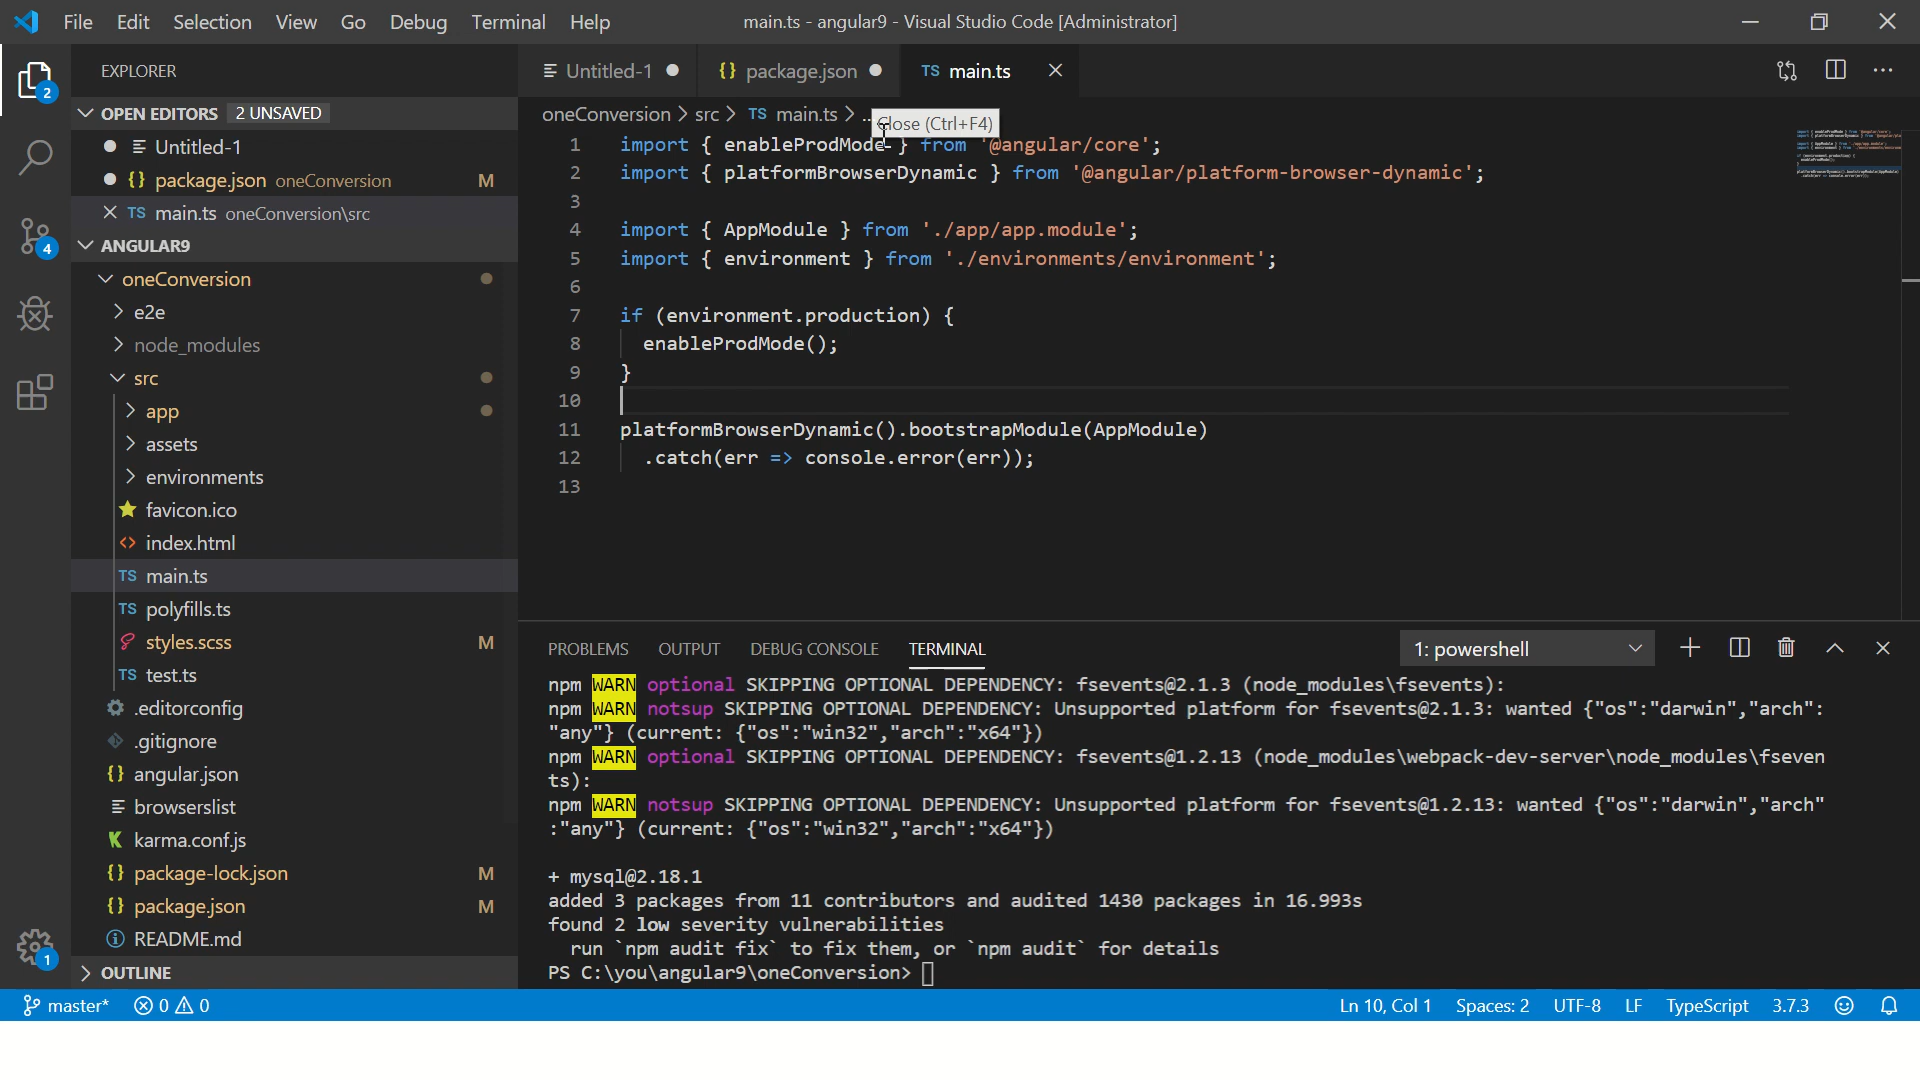 File Edit Selection View Go Debug Terminal Help main.ts - angular9 - Visual Studio Code [Administrator]
EXPLORER
OPEN EDITORS 2 UNSAVED
Untitled-1
package.json oneConversion M
TS main.ts oneConversion\src
ANGULAR9
oneConversion
e2e
node_modules
src
app
assets
environments
favicon.ico
index.html
TS main.ts
TS polyfills.ts
styles.scss M
TS test.ts
.editorconfig
.gitignore
{} angular.json
browserslist
karma.conf.js
{} package-lock.json M
{} package.json M
README.md
OUTLINE
2
4
1
Untitled-1 {} package.json TS main.ts
oneConversion > src > TS main.ts > ..
Close (Ctrl+F4)
1 import { enableProdMode } from '@angular/core';
2 import { platformBrowserDynamic } from '@angular/platform-browser-dynamic';
3
4 import { AppModule } from './app/app.module';
5 import { environment } from './environments/environment';
6
7 if (environment.production) {
8 enableProdMode();
9 }
10
11 platformBrowserDynamic().bootstrapModule(AppModule)
12 .catch(err => console.error(err));
13
PROBLEMS OUTPUT DEBUG CONSOLE TERMINAL 1: powershell
npm WARN optional SKIPPING OPTIONAL DEPENDENCY: fsevents@2.1.3 (node_modules\fsevents):
npm WARN notsup SKIPPING OPTIONAL DEPENDENCY: Unsupported platform for fsevents@2.1.3: wanted {"os":"darwin","arch":
"any"} (current: {"os":"win32","arch":"x64"})
npm WARN optional SKIPPING OPTIONAL DEPENDENCY: fsevents@1.2.13 (node_modules\webpack-dev-server\node_modules\fseven
ts):
npm WARN notsup SKIPPING OPTIONAL DEPENDENCY: Unsupported platform for fsevents@1.2.13: wanted {"os":"darwin","arch"
:"any"} (current: {"os":"win32","arch":"x64"})
+ mysql@2.18.1
added 3 packages from 11 contributors and audited 1430 packages in 16.993s
found 2 low severity vulnerabilities
run `npm audit fix` to fix them, or `npm audit` for details
PS C:\you\angular9\oneConversion>
master* 0 0 Ln 10, Col 1 Spaces: 2 UTF-8 LF TypeScript 3.7.3